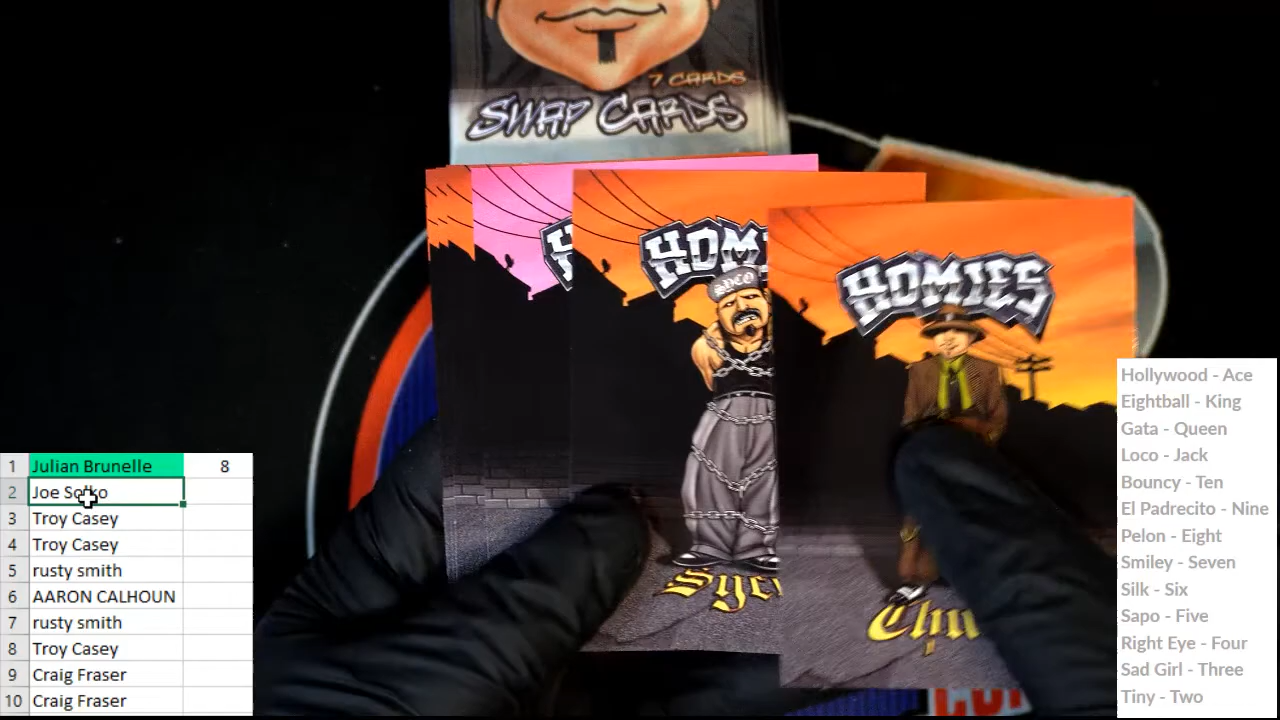 7 CARDS
SWAP CARDS
HOMIES
SYCO
1 Julian Brunelle 8
2 Joe
3 Troy Casey
4 Troy Casey
5 rusty smith
6 AARON CALHOUN
7 rusty smith
8 Troy Casey
9 Craig Fraser
10 Craig Fraser
Hollywood - Ace
Eightball - King
Gata - Queen
Loco - Jack
Bouncy - Ten
El Padrecito - Nine
Pelon - Eight
Smiley - Seven
Silk - Six
Sapo - Five
Right Eye - Four
Sad Girl - Three
Tiny - Two